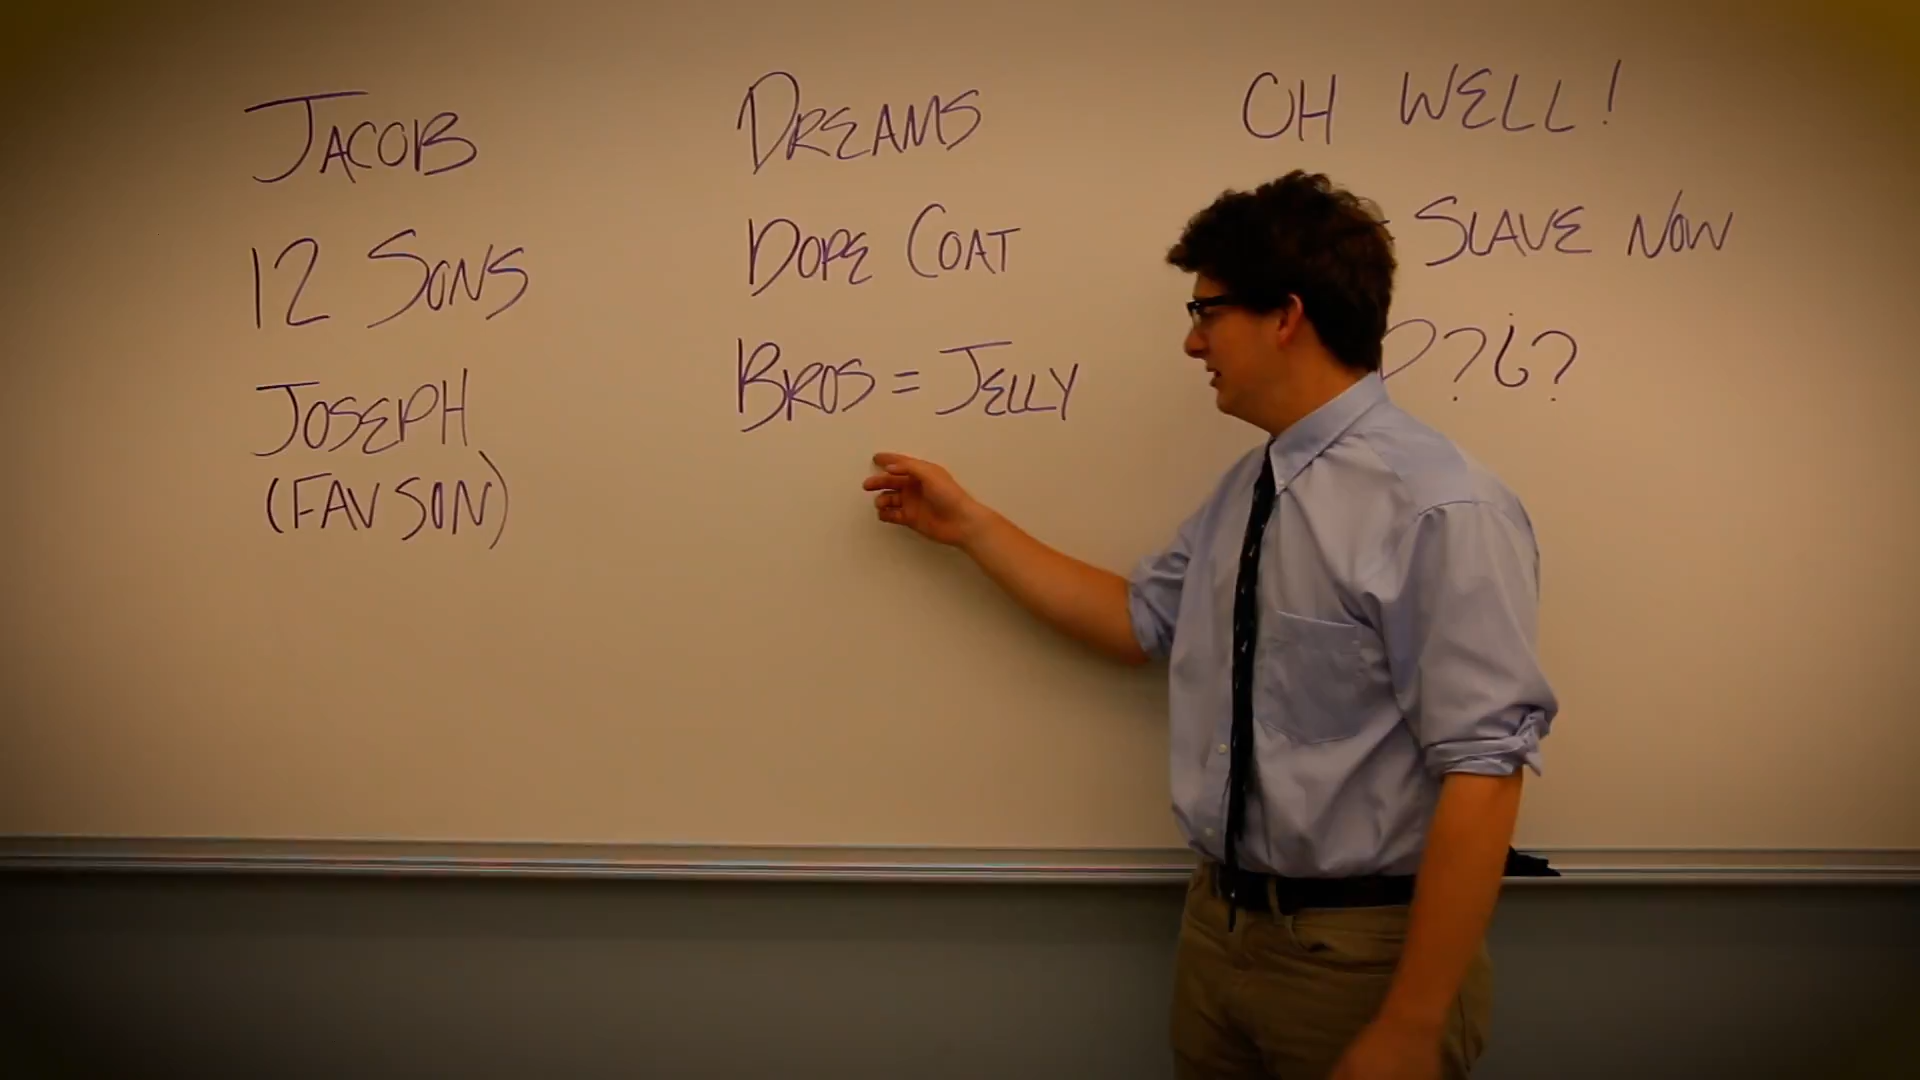 JACOB
12 SONS
JOSEPH
(FAV SON)
DREAMS
DOPE COAT
BROS = JELLY
OH WELL!
SLAVE NOW